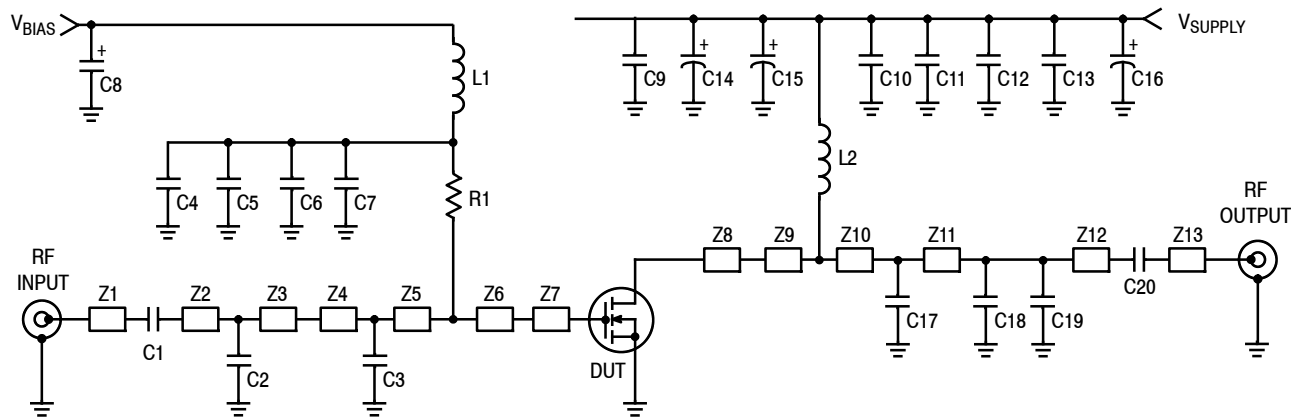 V_BIAS
+
C8
L1
C9
+
C14
+
C15
C10
C11
C12
C13
+
C16
V_SUPPLY
C4
C5
C6
C7
R1
L2
RF
INPUT
Z1
C1
Z2
C2
Z3
Z4
C3
Z5
Z6
Z7
DUT
Z8
Z9
Z10
C17
Z11
C18
C19
Z12
C20
Z13
RF
OUTPUT